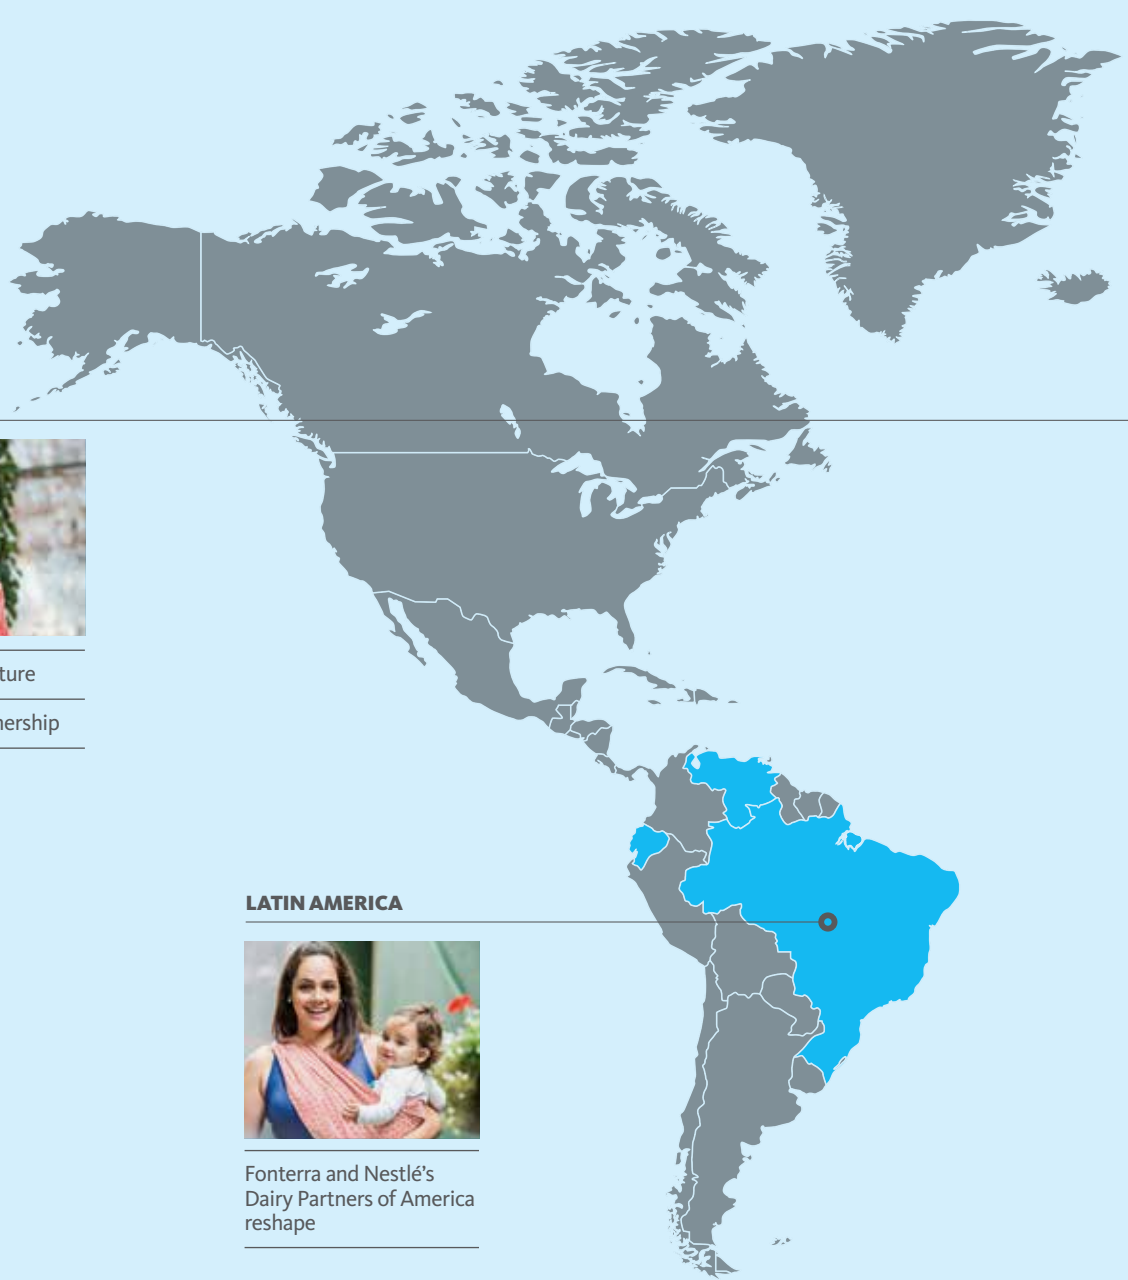 ture
nership
LATIN AMERICA
Fonterra and Nestlé’s
Dairy Partners of America
reshape